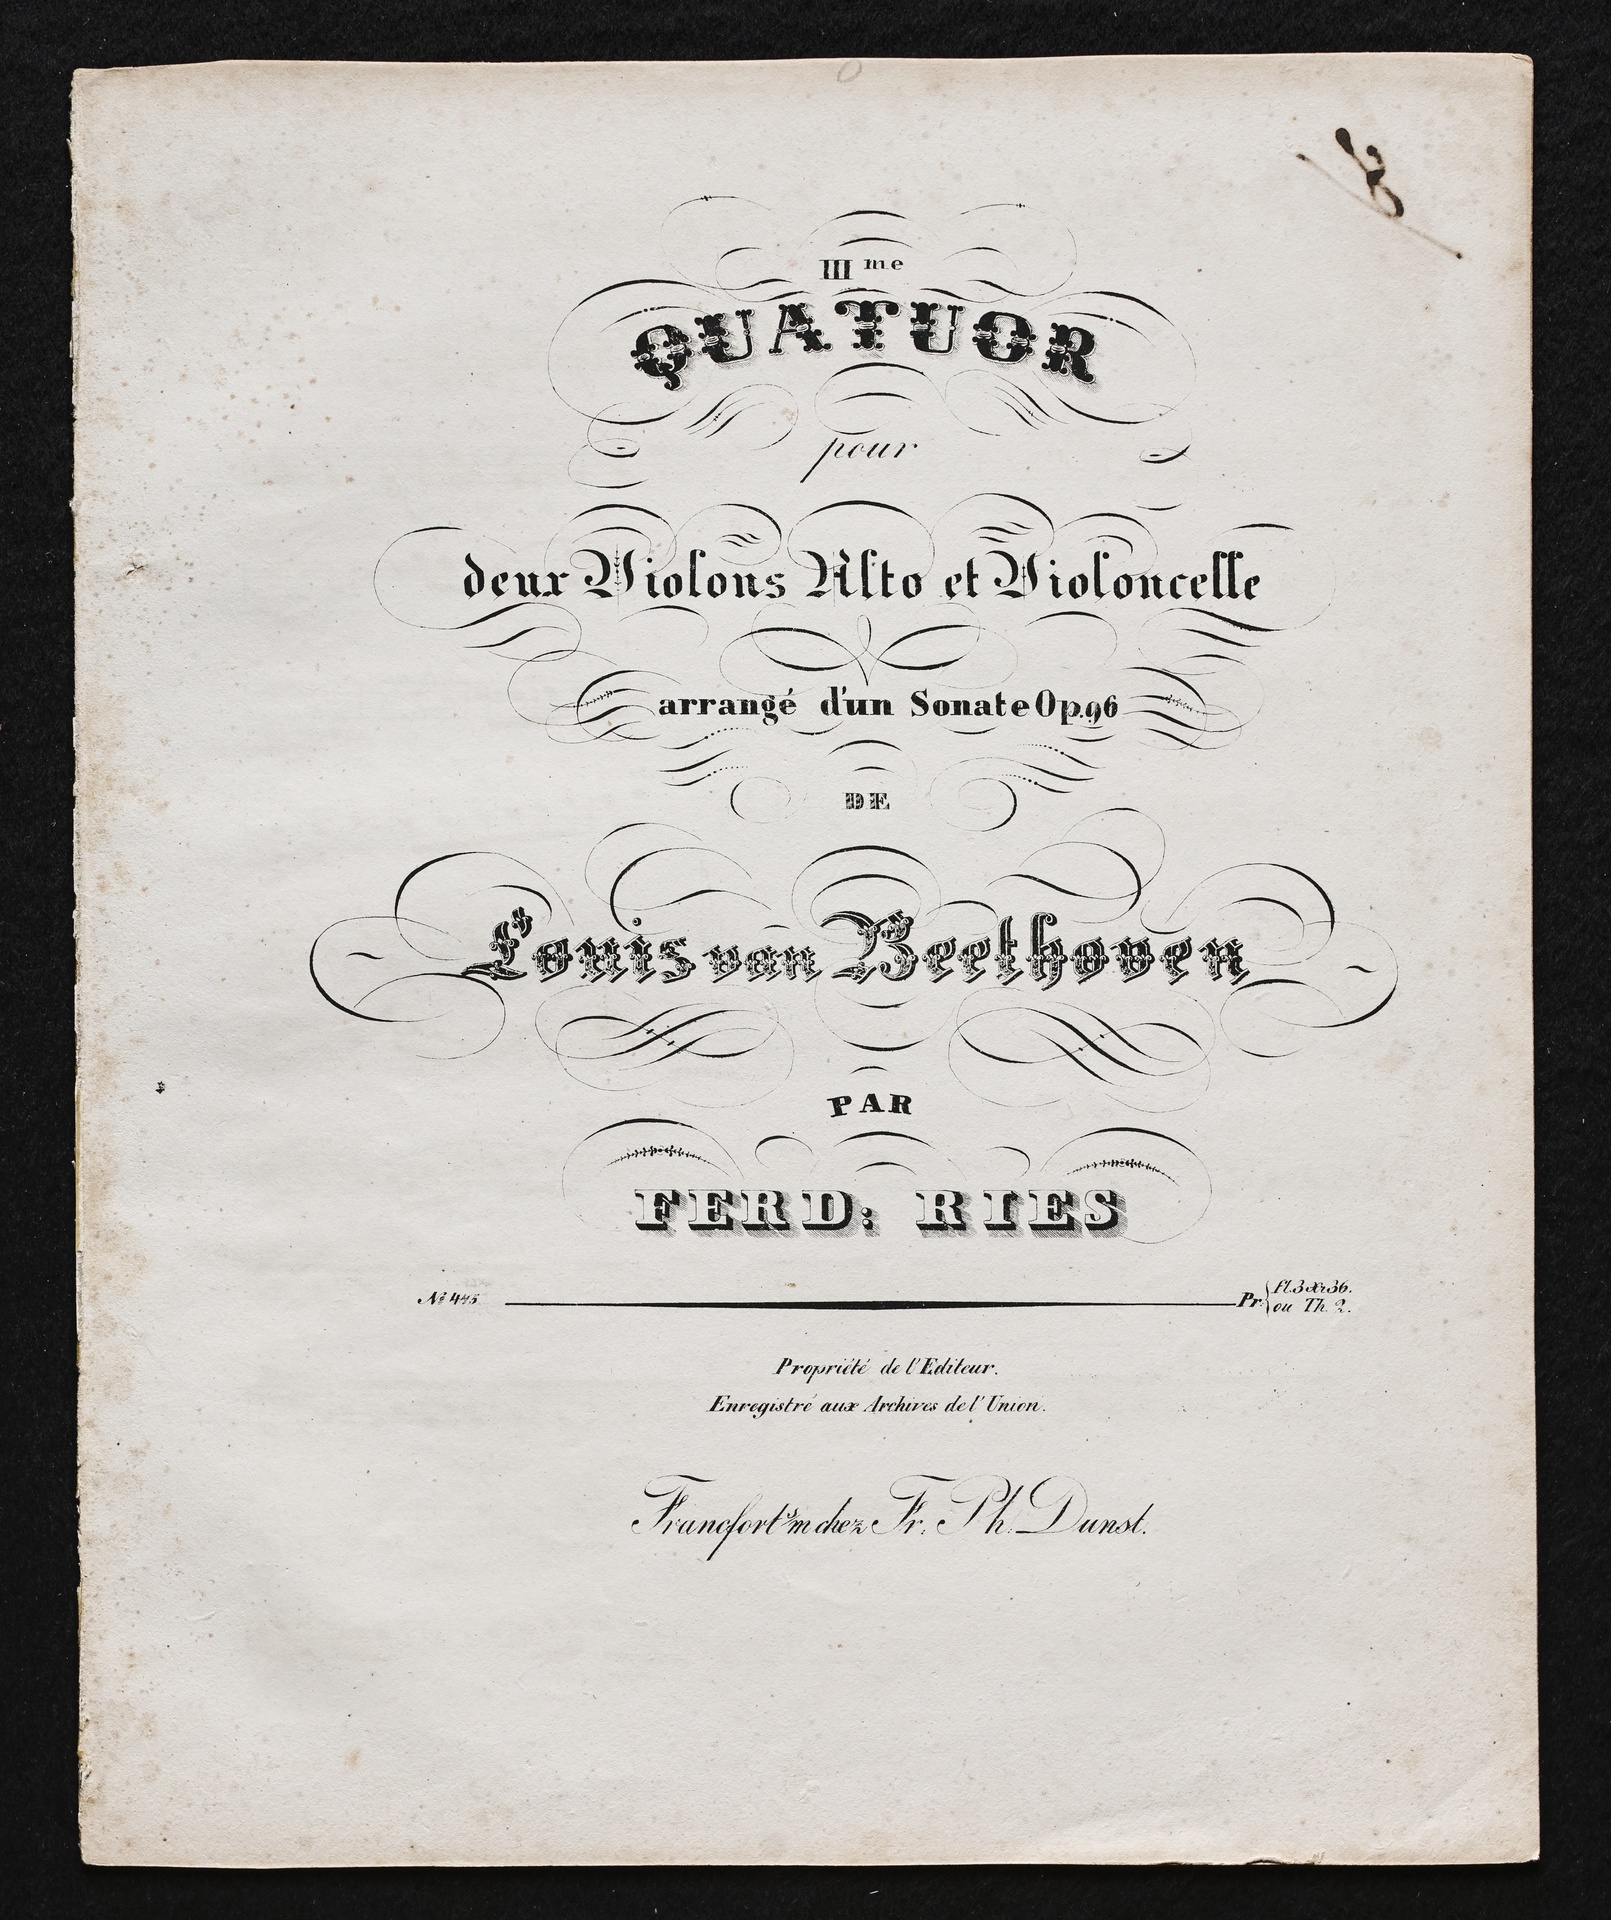 III me
QUATUOR
pour
deux Violons Alto et Violoncelle
arrangé d'un Sonate Op. 96
DE
Louis van Beethoven
PAR
FERD: RIES
Pr. fl. 3 xr 36.
ou Th. 2.
Propriété de l'Editeur.
Enregistré aux Archives de l'Union.
Francfort s/m chez Fr. Ph. Dunst.